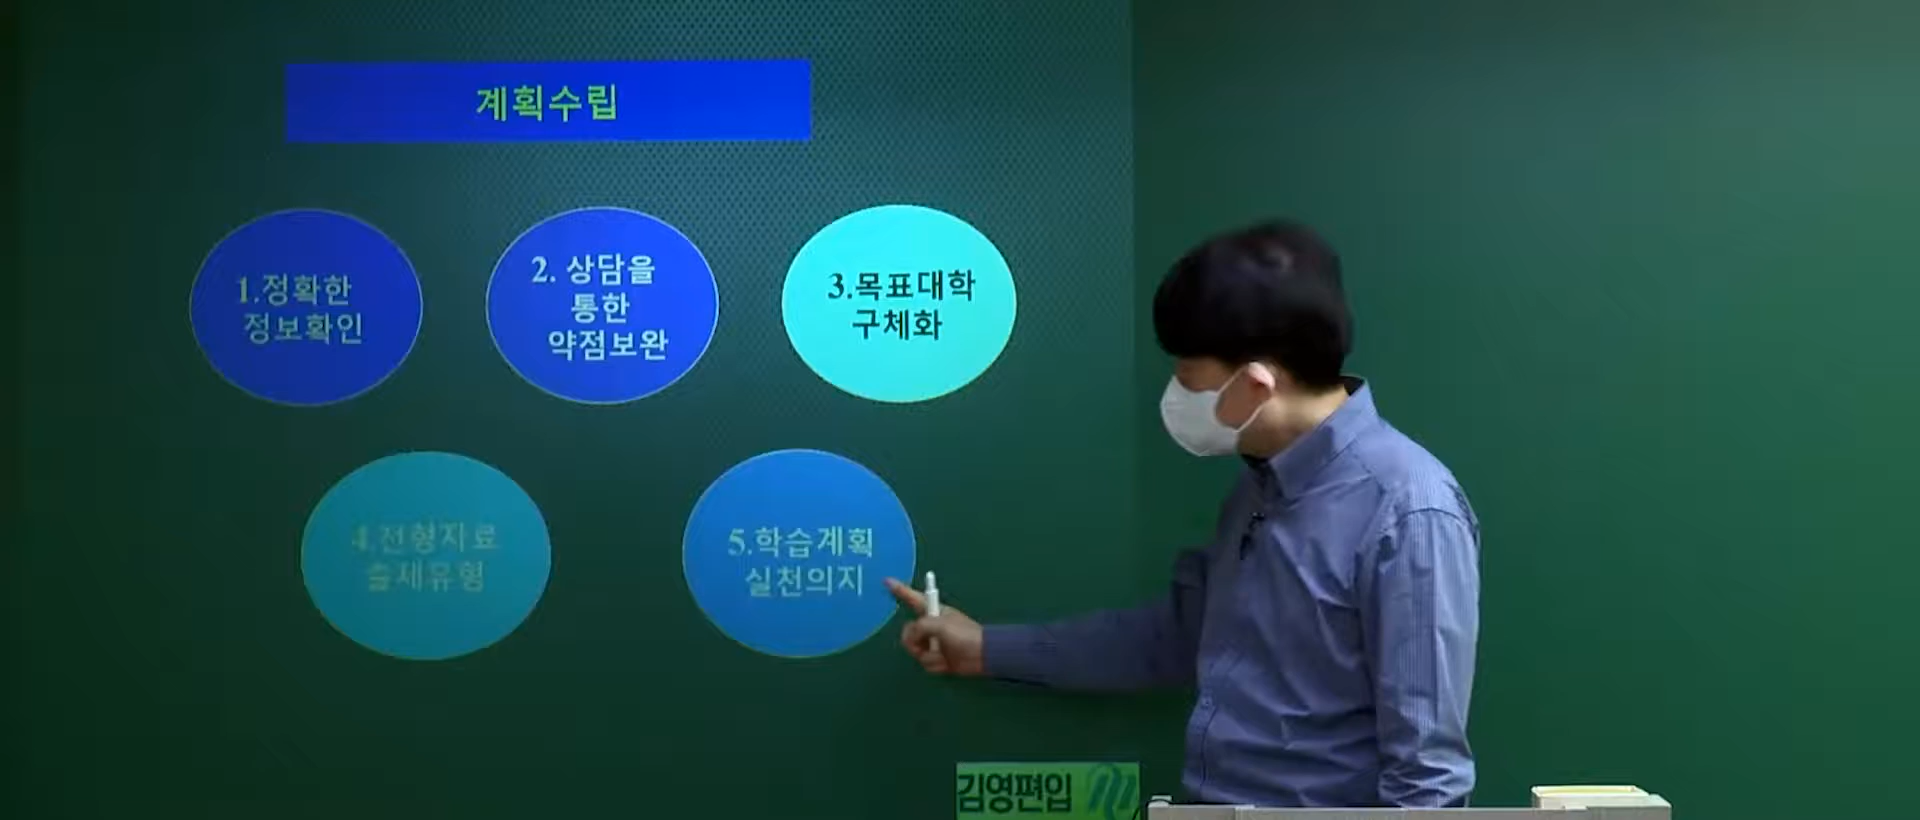 계획수립
1.정확한
정보확인
2. 상담을
통한
약점보완
3.목표대학
구체화
4.전형자료
출제유형
5.학습계획
실천의지
김영편입